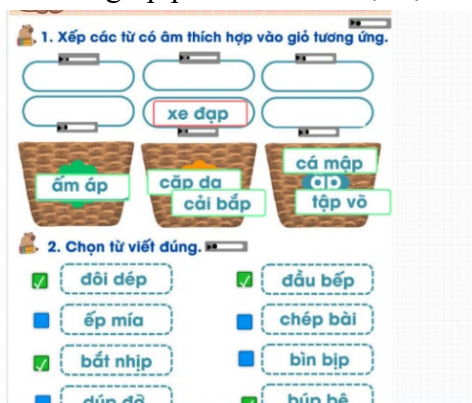 1. Xếp các từ có âm thích hợp vào giỏ tương ứng.
xe đạp
ấm áp
cặp da
cải bắp
cá mập
tập võ
2. Chọn từ viết đúng.
đôi dép
đầu bếp
ếp mía
chép bài
bắt nhịp
bìn bịp
búp bê